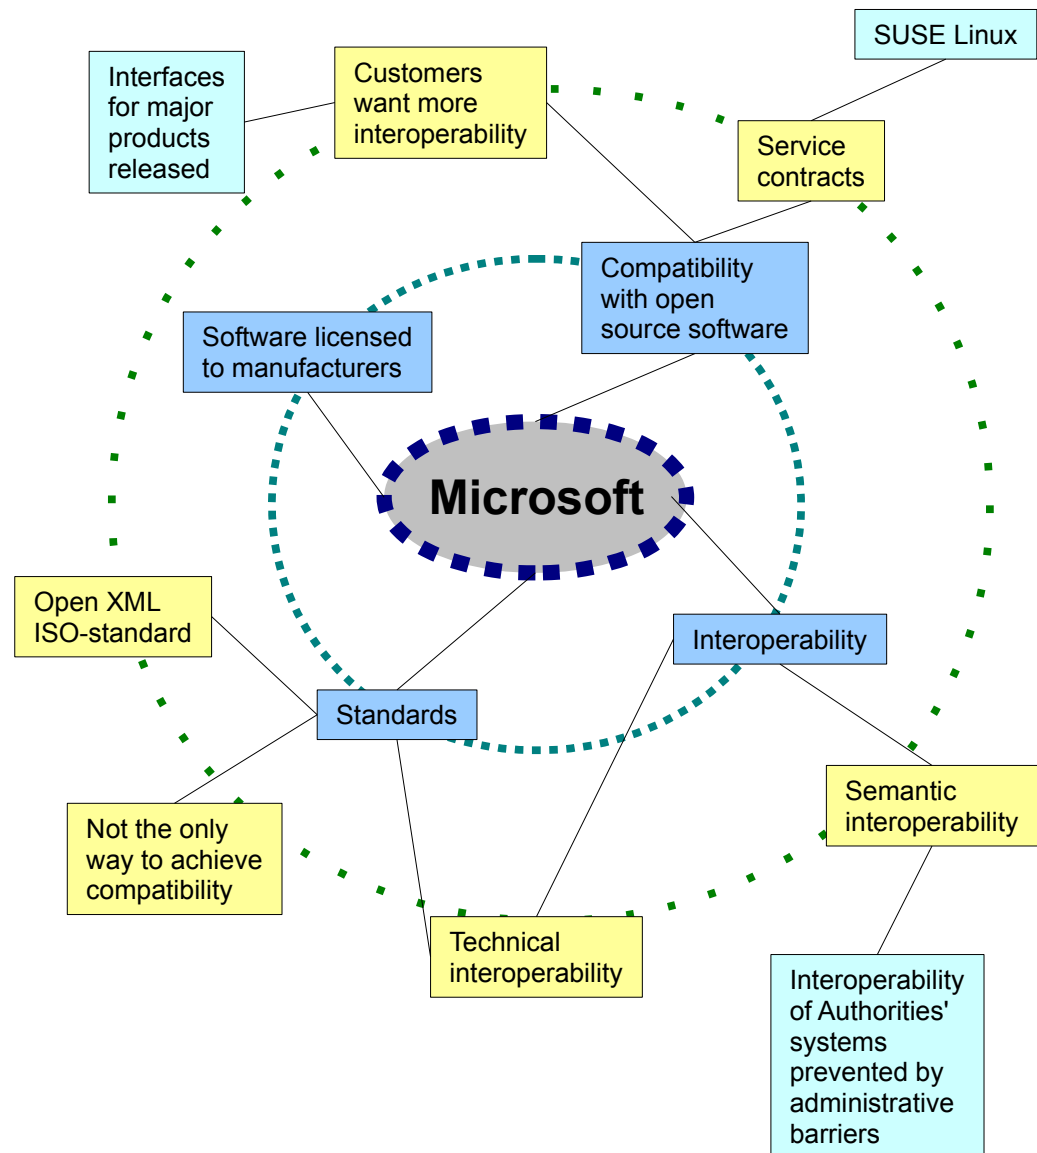 SUSE Linux
Interfaces
for major
products
released
Customers
want more
interoperability
Service
contracts
Compatibility
with open
source software
Software licensed
to manufacturers
Microsoft
Open XML
ISO-standard
Interoperability
Standards
Not the only
way to achieve
compatibility
Semantic
interoperability
Technical
interoperability
Interoperability
of Authorities'
systems
prevented by
administrative
barriers